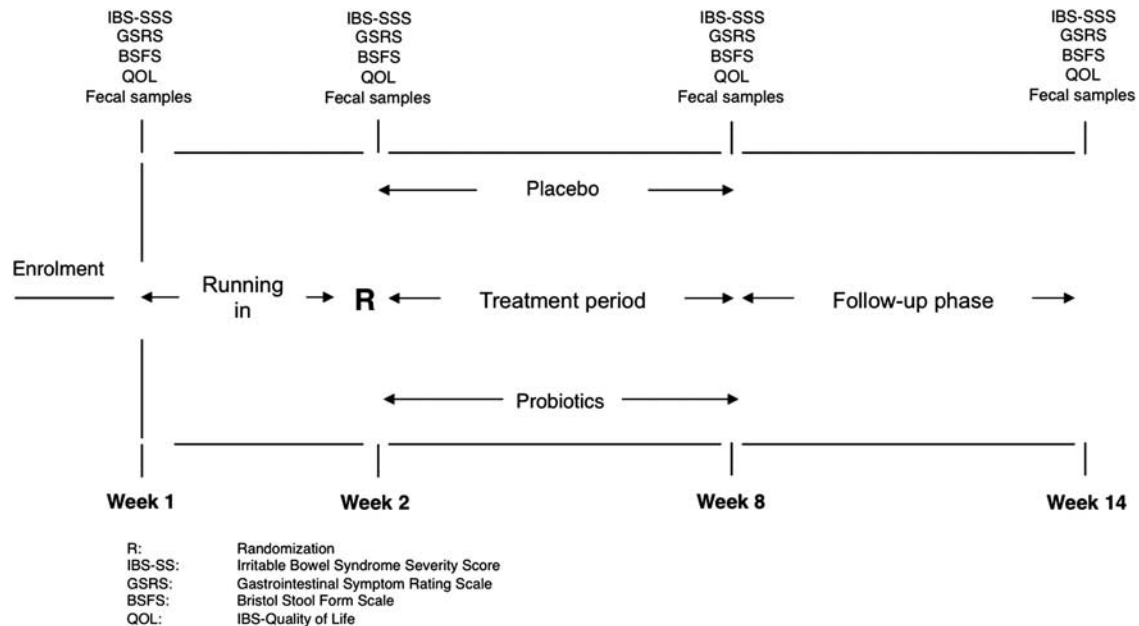 IBS-SSS IBS-SSS IBS-SSS IBS-SSS
GSRS GSRS GSRS GSRS
BSFS BSFS BSFS BSFS
QOL QOL QOL QOL
Fecal samples Fecal samples Fecal samples Fecal samples
Placebo
Enrolment
Running
in
R
Treatment period
Follow-up phase
Probiotics
Week 1 Week 2 Week 8 Week 14
R: Randomization
IBS-SS: Irritable Bowel Syndrome Severity Score
GSRS: Gastrointestinal Symptom Rating Scale
BSFS: Bristol Stool Form Scale
QOL: IBS-Quality of Life